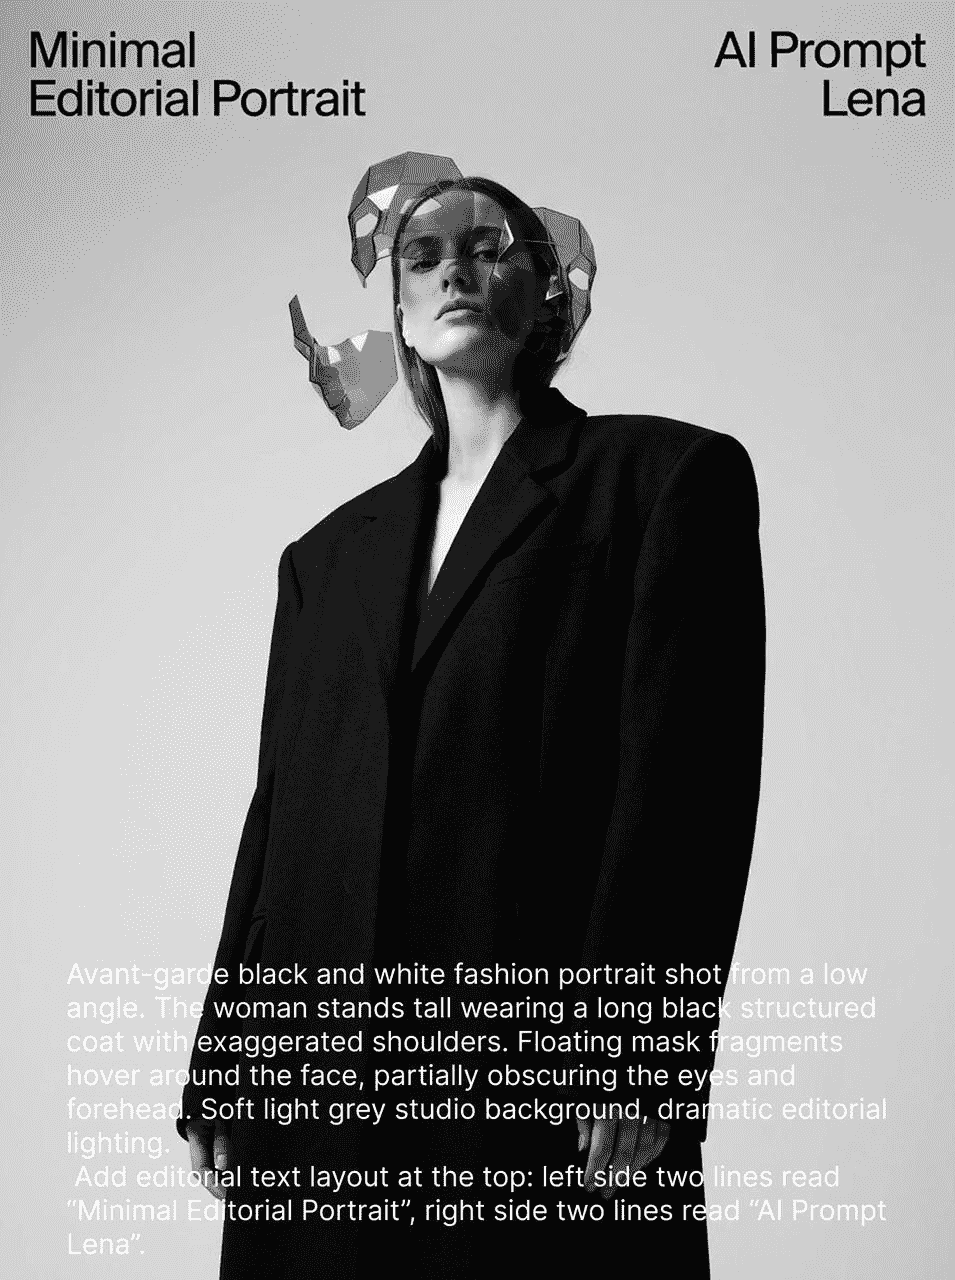 Minimal
Editorial Portrait
AI Prompt
Lena
Avant-garde black and white fashion portrait shot from a low
angle. The woman stands tall wearing a long black structured
coat with exaggerated shoulders. Floating mask fragments
hover around the face, partially obscuring the eyes and
forehead. Soft light grey studio background, dramatic editorial
lighting.
Add editorial text layout at the top: left side two lines read
“Minimal Editorial Portrait”, right side two lines read “AI Prompt
Lena”.